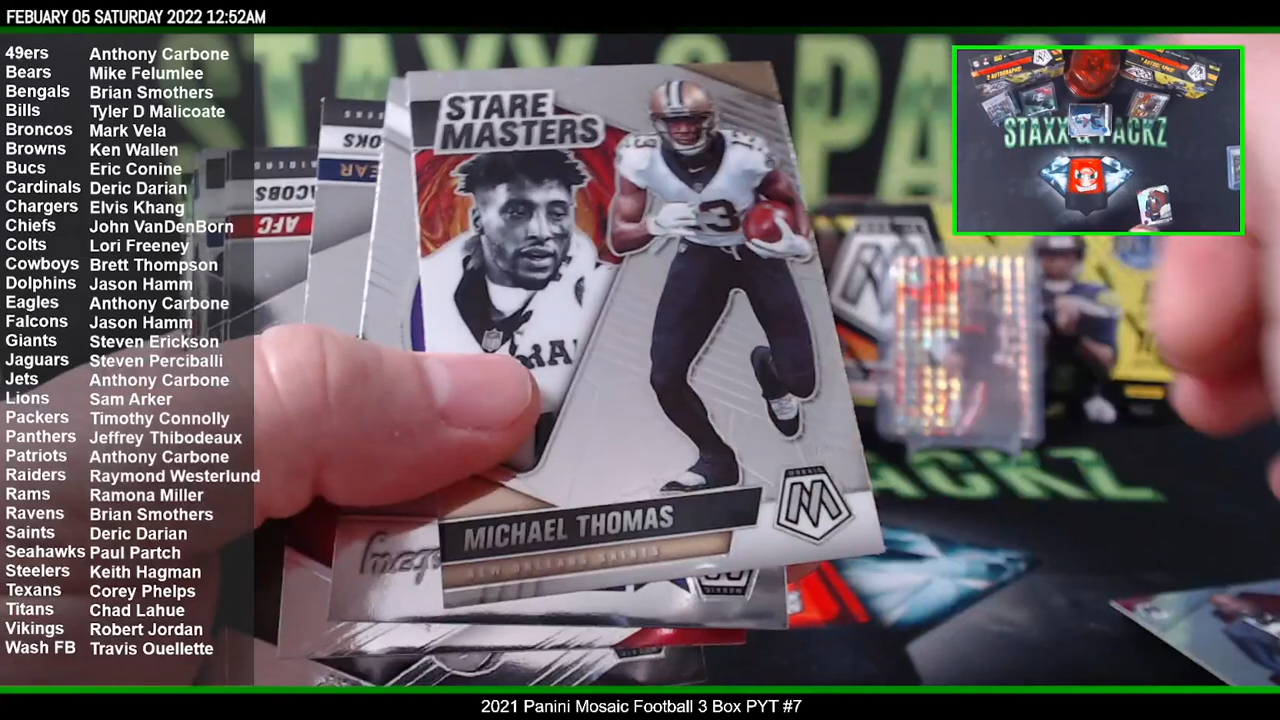 FEBUARY 05 SATURDAY 2022 12:52AM
49ers Anthony Carbone
Bears Mike Felumlee
Bengals Brian Smothers
Bills Tyler D Malicoate
Broncos Mark Vela
Browns Ken Wallen
Bucs Eric Conine
Cardinals Deric Darian
Chargers Elvis Khang
Chiefs John VanDenBorn
Colts Lori Freeney
Cowboys Brett Thompson
Dolphins Jason Hamm
Eagles Anthony Carbone
Falcons Jason Hamm
Giants Steven Erickson
Jaguars Steven Perciballi
Jets Anthony Carbone
Lions Sam Arker
Packers Timothy Connolly
Panthers Jeffrey Thibodeaux
Patriots Anthony Carbone
Raiders Raymond Westerlund
Rams Ramona Miller
Ravens Brian Smothers
Saints Deric Darian
Seahawks Paul Partch
Steelers Keith Hagman
Texans Corey Phelps
Titans Chad Lahue
Vikings Robert Jordan
Wash FB Travis Ouellette
STARE
MASTERS
13
MICHAEL THOMAS
NEW ORLEANS SAINTS
MOSAIC
M
AFC
STAXX & PACKZ
2021 Panini Mosaic Football 3 Box PYT #7